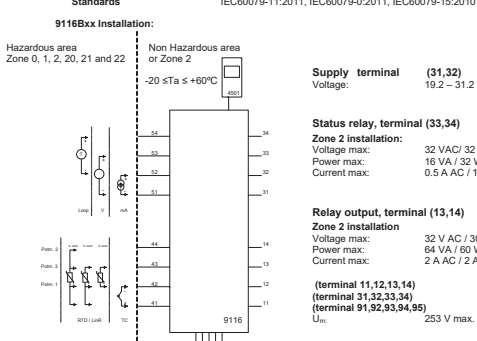 Standards IEC60079-11:2011, IEC60079-0:2011, IEC60079-15:2010
9116Bxx Installation:
Hazardous area
Zone 0, 1, 2, 20, 21 and 22
Non Hazardous area
or Zone 2
-20 ≤Ta ≤ +60ºC
4501
Supply terminal (31,32)
Voltage: 19.2 – 31.2
Status relay, terminal (33,34)
Zone 2 installation:
Voltage max: 32 VAC/ 32
Power max: 16 VA / 32 W
Current max: 0.5 A AC / 1
Relay output, terminal (13,14)
Zone 2 installation
Voltage max: 32 V AC / 30
Power max: 64 VA / 60 W
Current max: 2 A AC / 2 A
(terminal 11,12,13,14)
(terminal 31,32,33,34)
(terminal 91,92,93,94,95)
Um: 253 V max.
54 34
53 33
52 32
51 31
Loop V mA
44 14
43 13
42 12
41 11
Potm. 2
Potm. 3
Potm. 1
RTD / LinR TC
9116